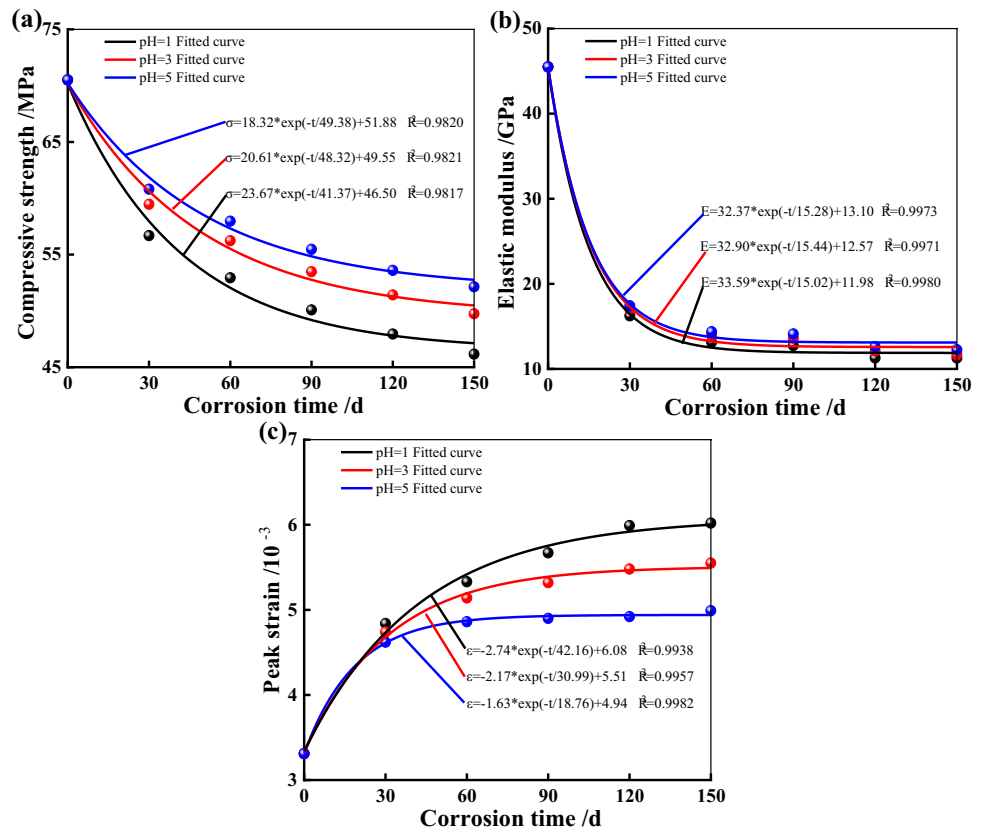 (a)
75
65
55
45
Compressive strength /MPa
pH=1 Fitted curve
pH=3 Fitted curve
pH=5 Fitted curve
σ=18.32*exp(-t/49.38)+51.88 R²=0.9820
σ=20.61*exp(-t/48.32)+49.55 R²=0.9821
σ=23.67*exp(-t/41.37)+46.50 R²=0.9817
0 30 60 90 120 150
Corrosion time /d
(b)
50
40
30
20
10
Elastic modulus /GPa
pH=1 Fitted curve
pH=3 Fitted curve
pH=5 Fitted curve
E=32.37*exp(-t/15.28)+13.10 R²=0.9973
E=32.90*exp(-t/15.44)+12.57 R²=0.9971
E=33.59*exp(-t/15.02)+11.98 R²=0.9980
0 30 60 90 120 150
Corrosion time /d
(c)
7
6
5
4
3
Peak strain /10 ⁻³
pH=1 Fitted curve
pH=3 Fitted curve
pH=5 Fitted curve
ε=-2.74*exp(-t/42.16)+6.08 R²=0.9938
ε=-2.17*exp(-t/30.99)+5.51 R²=0.9957
ε=-1.63*exp(-t/18.76)+4.94 R²=0.9982
0 30 60 90 120 150
Corrosion time /d